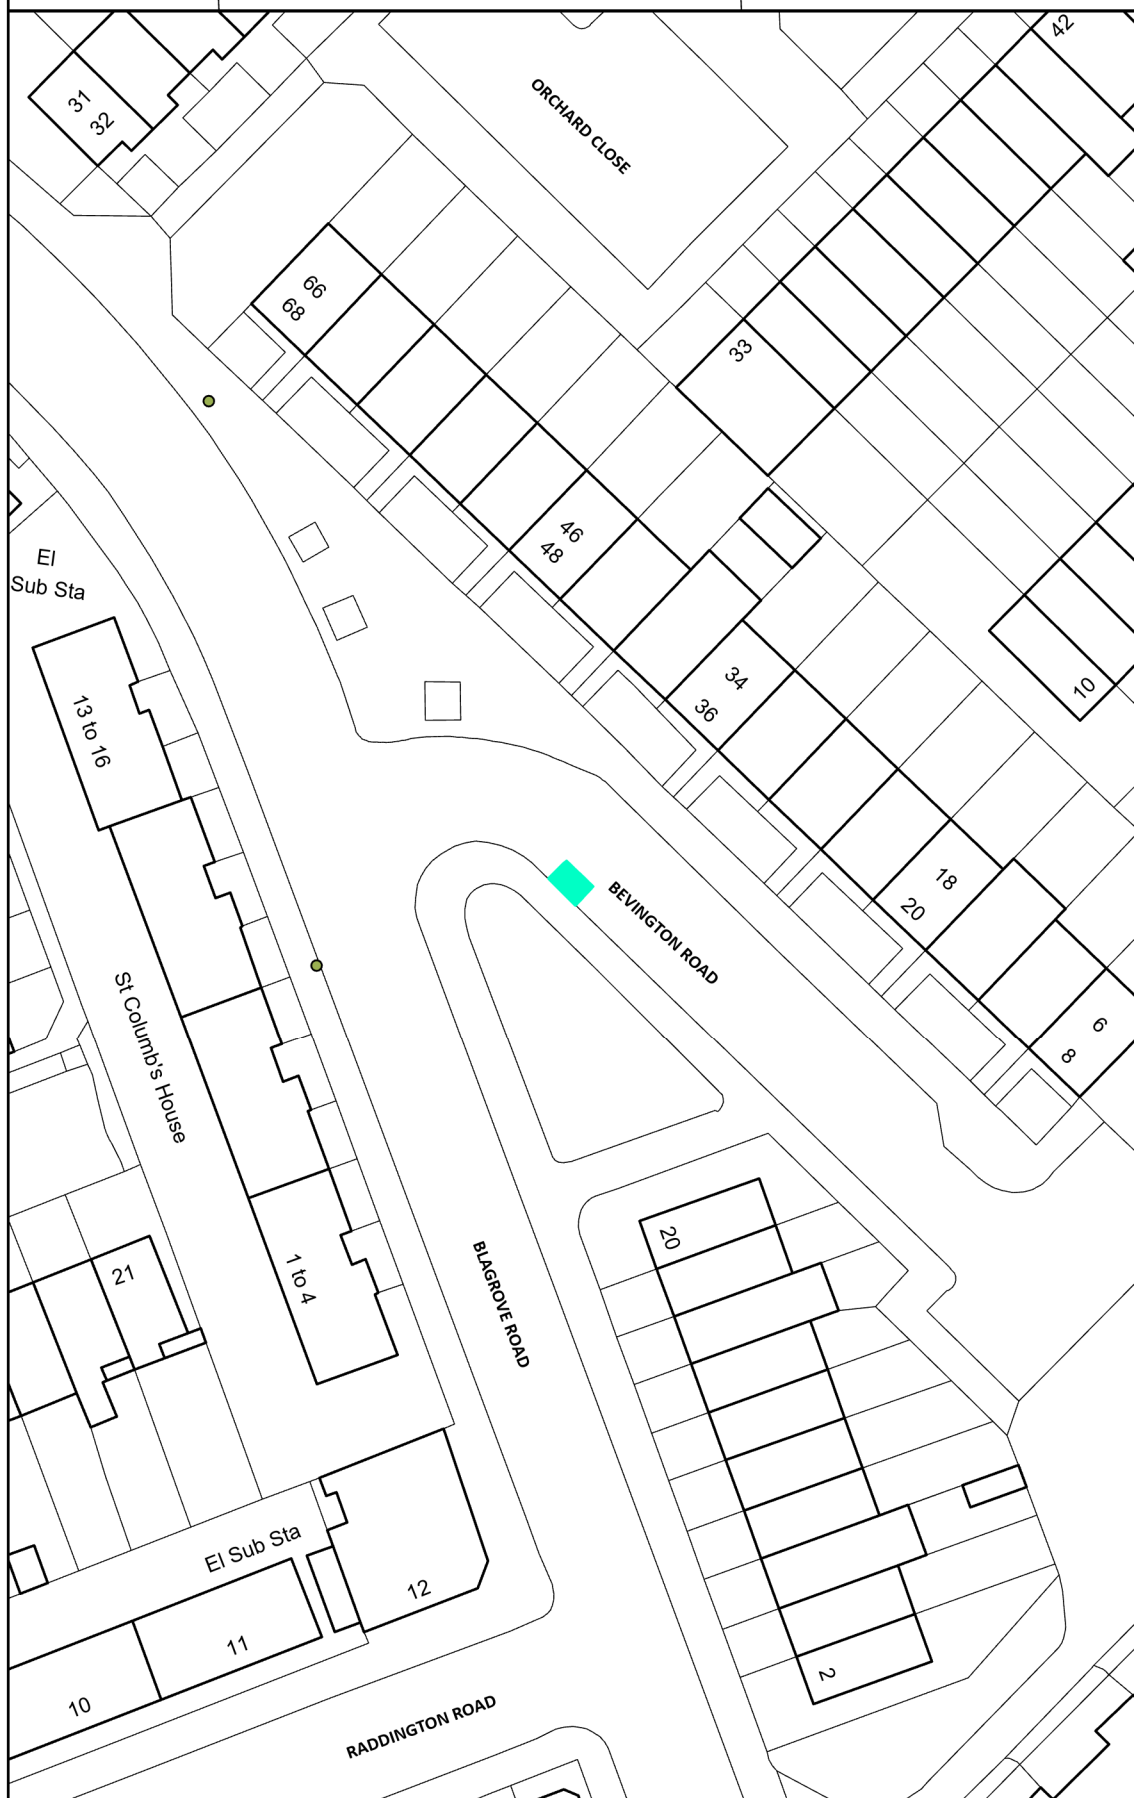 42
31
32
ORCHARD CLOSE
66
68
33
46
48
El
Sub Sta
34
36
10
13 to 16
18
20
BEVINGTON ROAD
St Columb's House
6
8
20
21
1 to 4
BLAGROVE ROAD
El Sub Sta
12
11
10
2
RADDINGTON ROAD